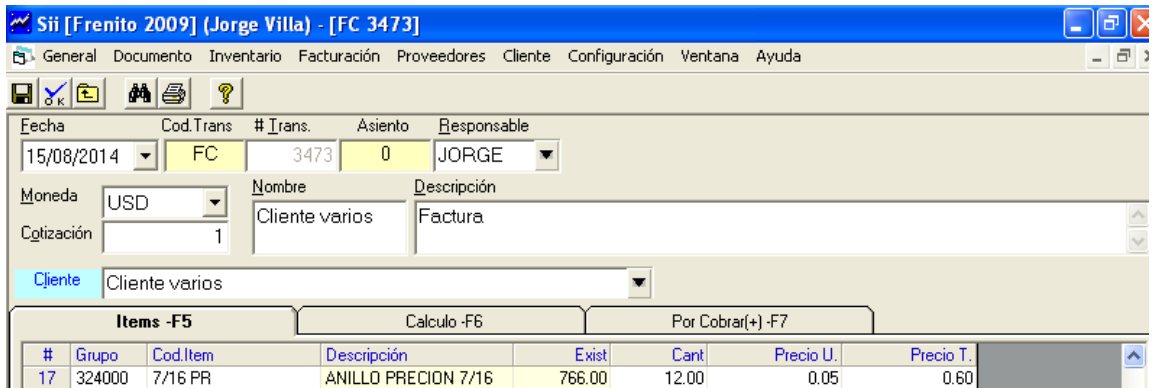 Sii [Frenito 2009] (Jorge Villa) - [FC 3473]
General Documento Inventario Facturación Proveedores Cliente Configuración Ventana Ayuda
OK
Fecha Cod.Trans # Trans. Asiento Responsable
15/08/2014 FC 3473 0 JORGE
Moneda USD Nombre Descripción
Cotización 1 Cliente varios Factura
Cliente Cliente varios
Items -F5 Calculo -F6 Por Cobrar(+) -F7
# Grupo Cod.Item Descripción Exist Cant Precio U. Precio T.
17 324000 7/16 PR ANILLO PRECION 7/16 766.00 12.00 0.05 0.60